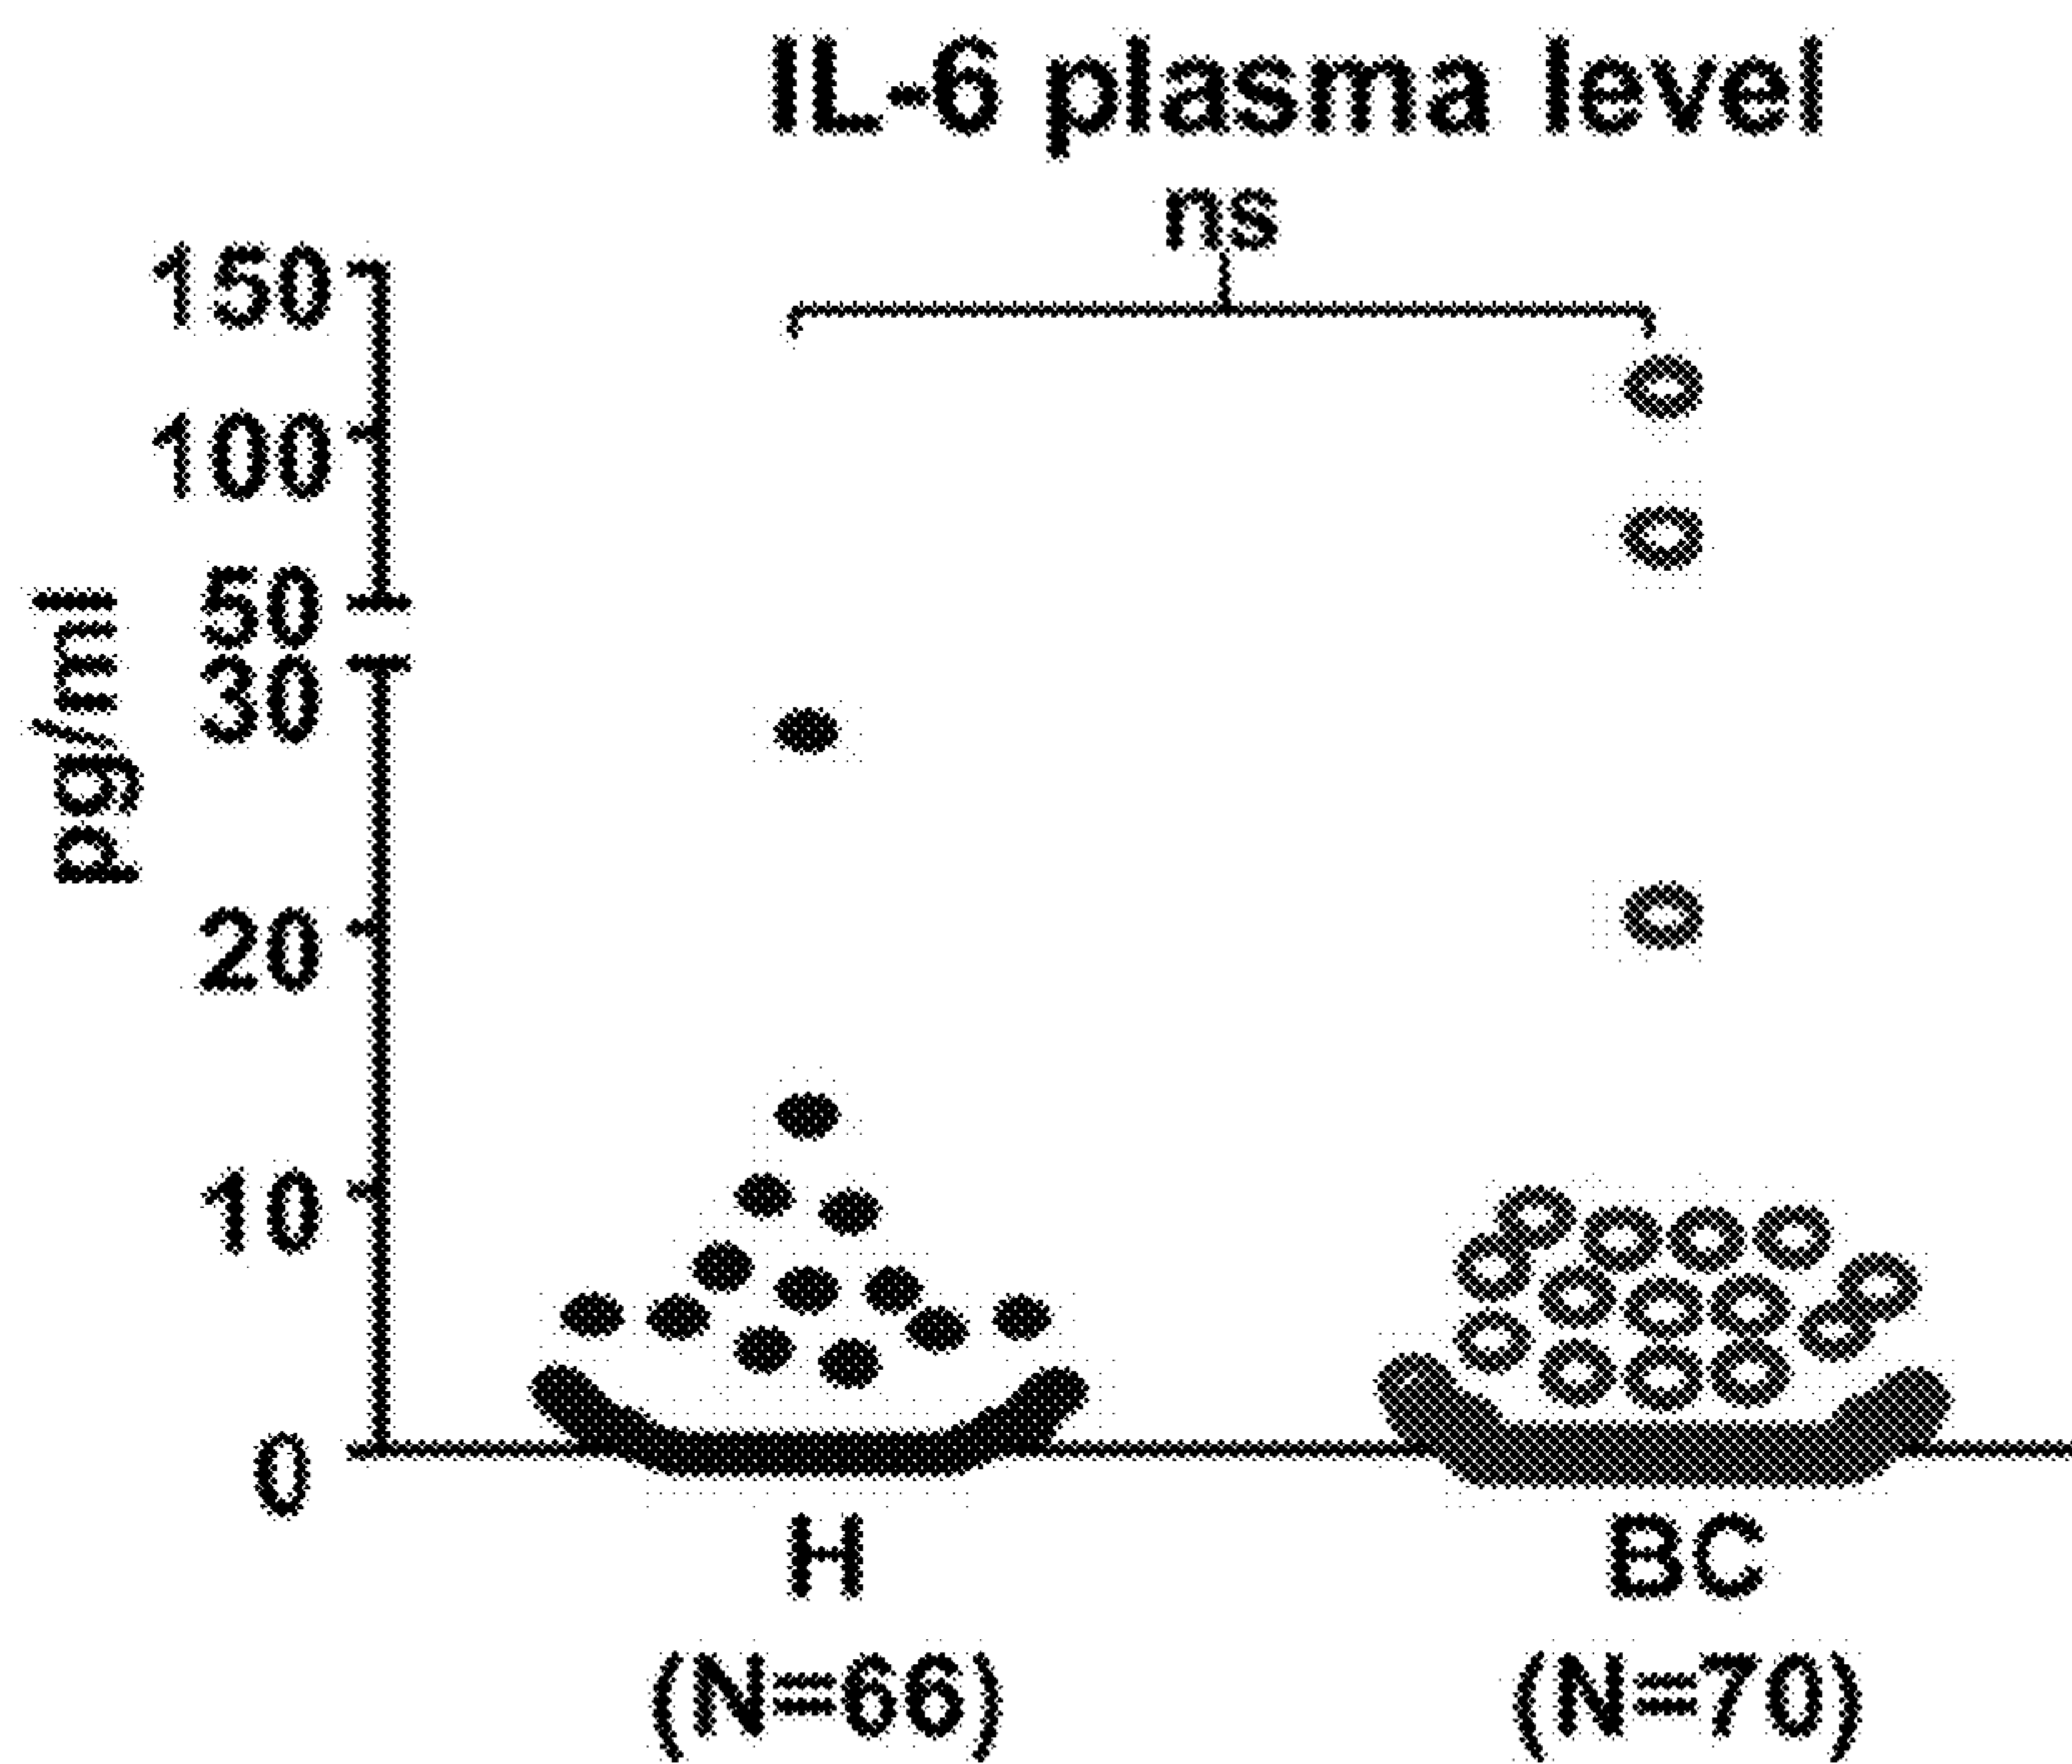 IL-6 plasma level
ns
150
100
50
30
20
10
0
pg/ml
H
BC
(N=66)
(N=70)